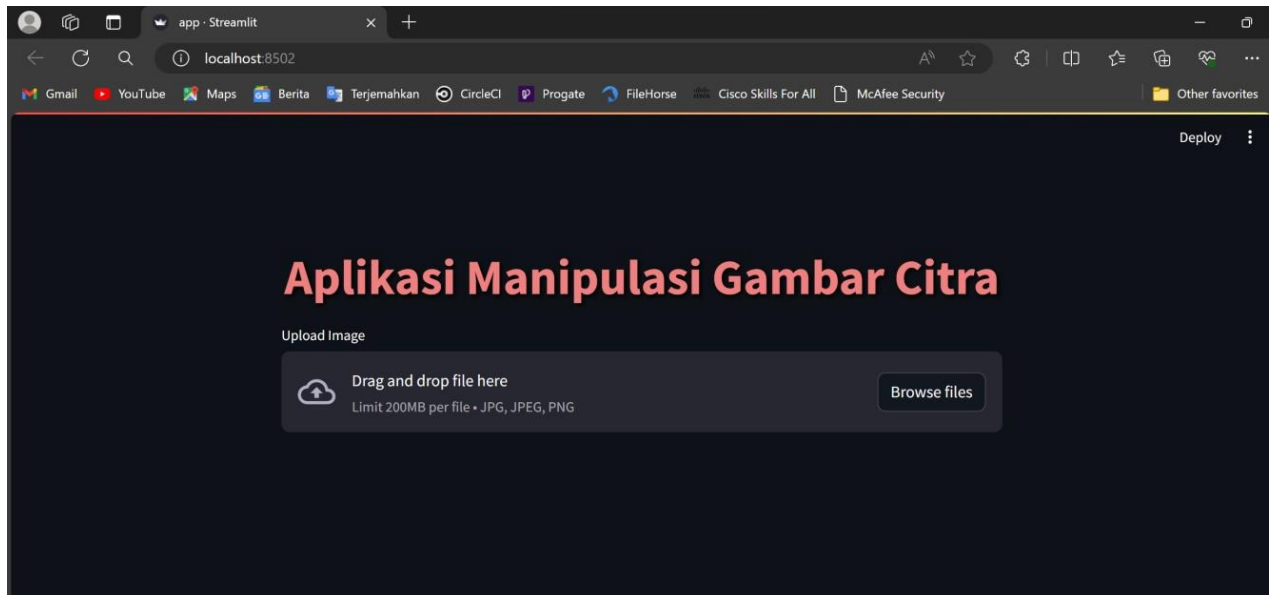 app · Streamlit
localhost:8502
Gmail YouTube Maps Berita Terjemahkan CircleCI Progate FileHorse Cisco Skills For All McAfee Security Other favorites
Deploy
Aplikasi Manipulasi Gambar Citra
Upload Image
Drag and drop file here
Limit 200MB per file • JPG, JPEG, PNG
Browse files